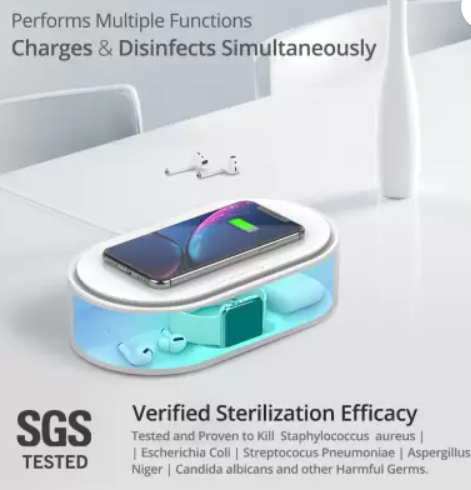 Performs Multiple Functions
Charges & Disinfects Simultaneously
SGS
TESTED
Verified Sterilization Efficacy
Tested and Proven to Kill Staphylococcus aureus |
| Escherichia Coli | Streptococus Pneumoniae | Aspergillus
Niger | Candida albicans and other Harmful Germs.